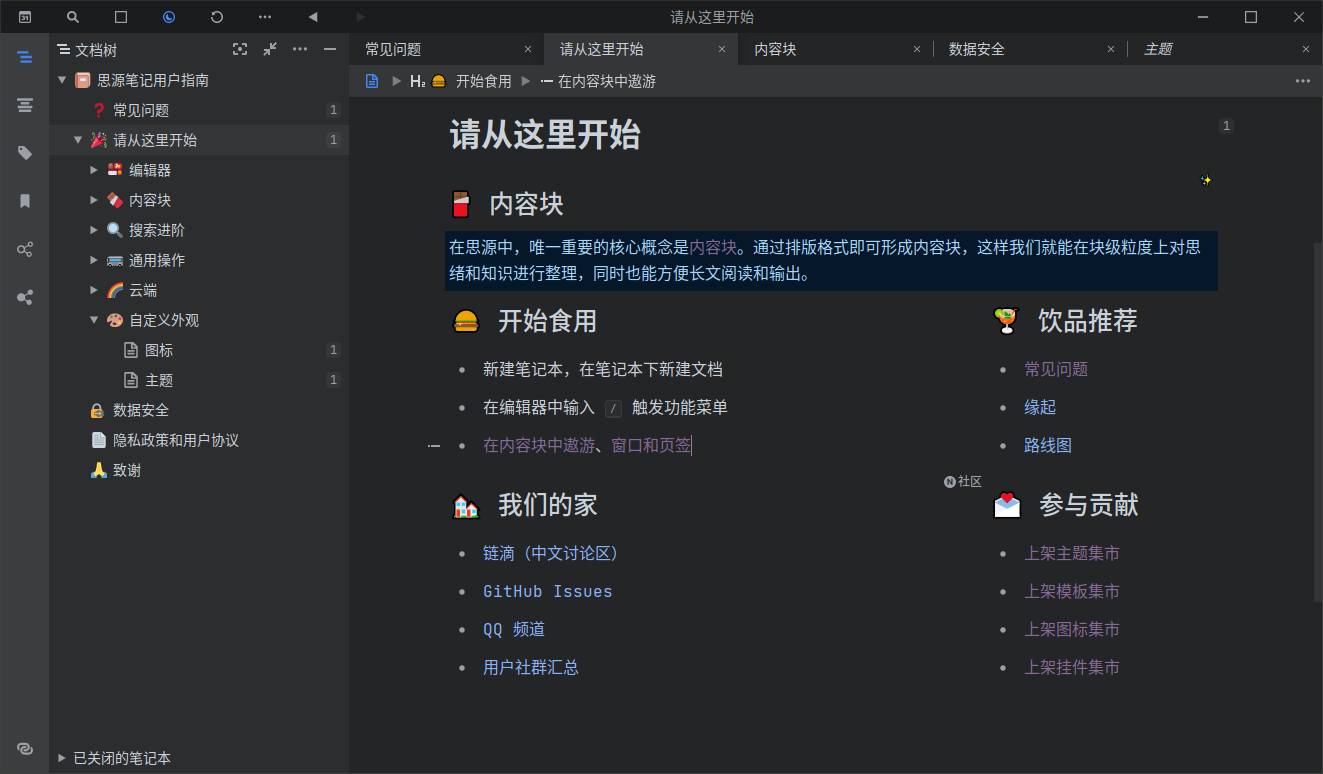 31
请从这里开始
文档树
思源笔记用户指南
常见问题 1
请从这里开始 1
编辑器
内容块
搜索进阶
通用操作
云端
自定义外观
图标 1
主题 1
数据安全
隐私政策和用户协议
致谢
已关闭的笔记本
常见问题
请从这里开始
内容块
数据安全
主题
H2 开始食用
在内容块中遨游
请从这里开始
1
内容块
在思源中，唯一重要的核心概念是内容块。通过排版格式即可形成内容块，这样我们就能在块级粒度上对思
绪和知识进行整理，同时也能方便长文阅读和输出。
开始食用
新建笔记本，在笔记本下新建文档
在编辑器中输入 / 触发功能菜单
在内容块中遨游、窗口和页签
饮品推荐
常见问题
缘起
路线图
我们的家
链滴（中文讨论区）
GitHub Issues
QQ 频道
用户社群汇总
N社区
参与贡献
上架主题集市
上架模板集市
上架图标集市
上架挂件集市